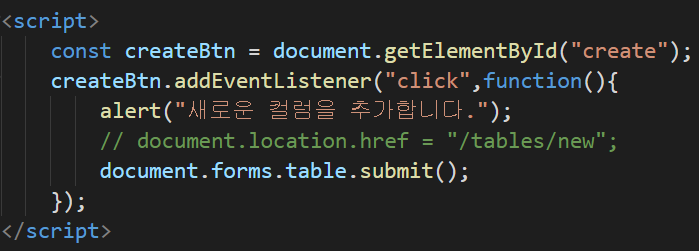 <script>
const createBtn = document.getElementById("create");
createBtn.addEventListener("click",function(){
alert("새로운 컬럼을 추가합니다.");
// document.location.href = "/tables/new";
document.forms.table.submit();
});
</script>